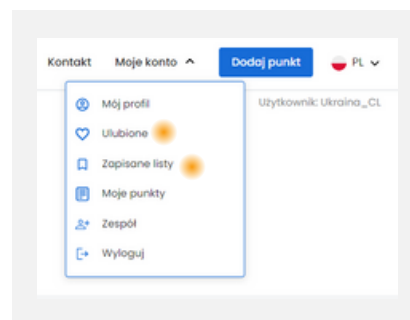 Kontakt Moje konto Dodaj punkt PL
Użytkownik: Ukraina_CL
Mój profil
Ulubione
Zapisane listy
Moje punkty
Zespół
Wyloguj